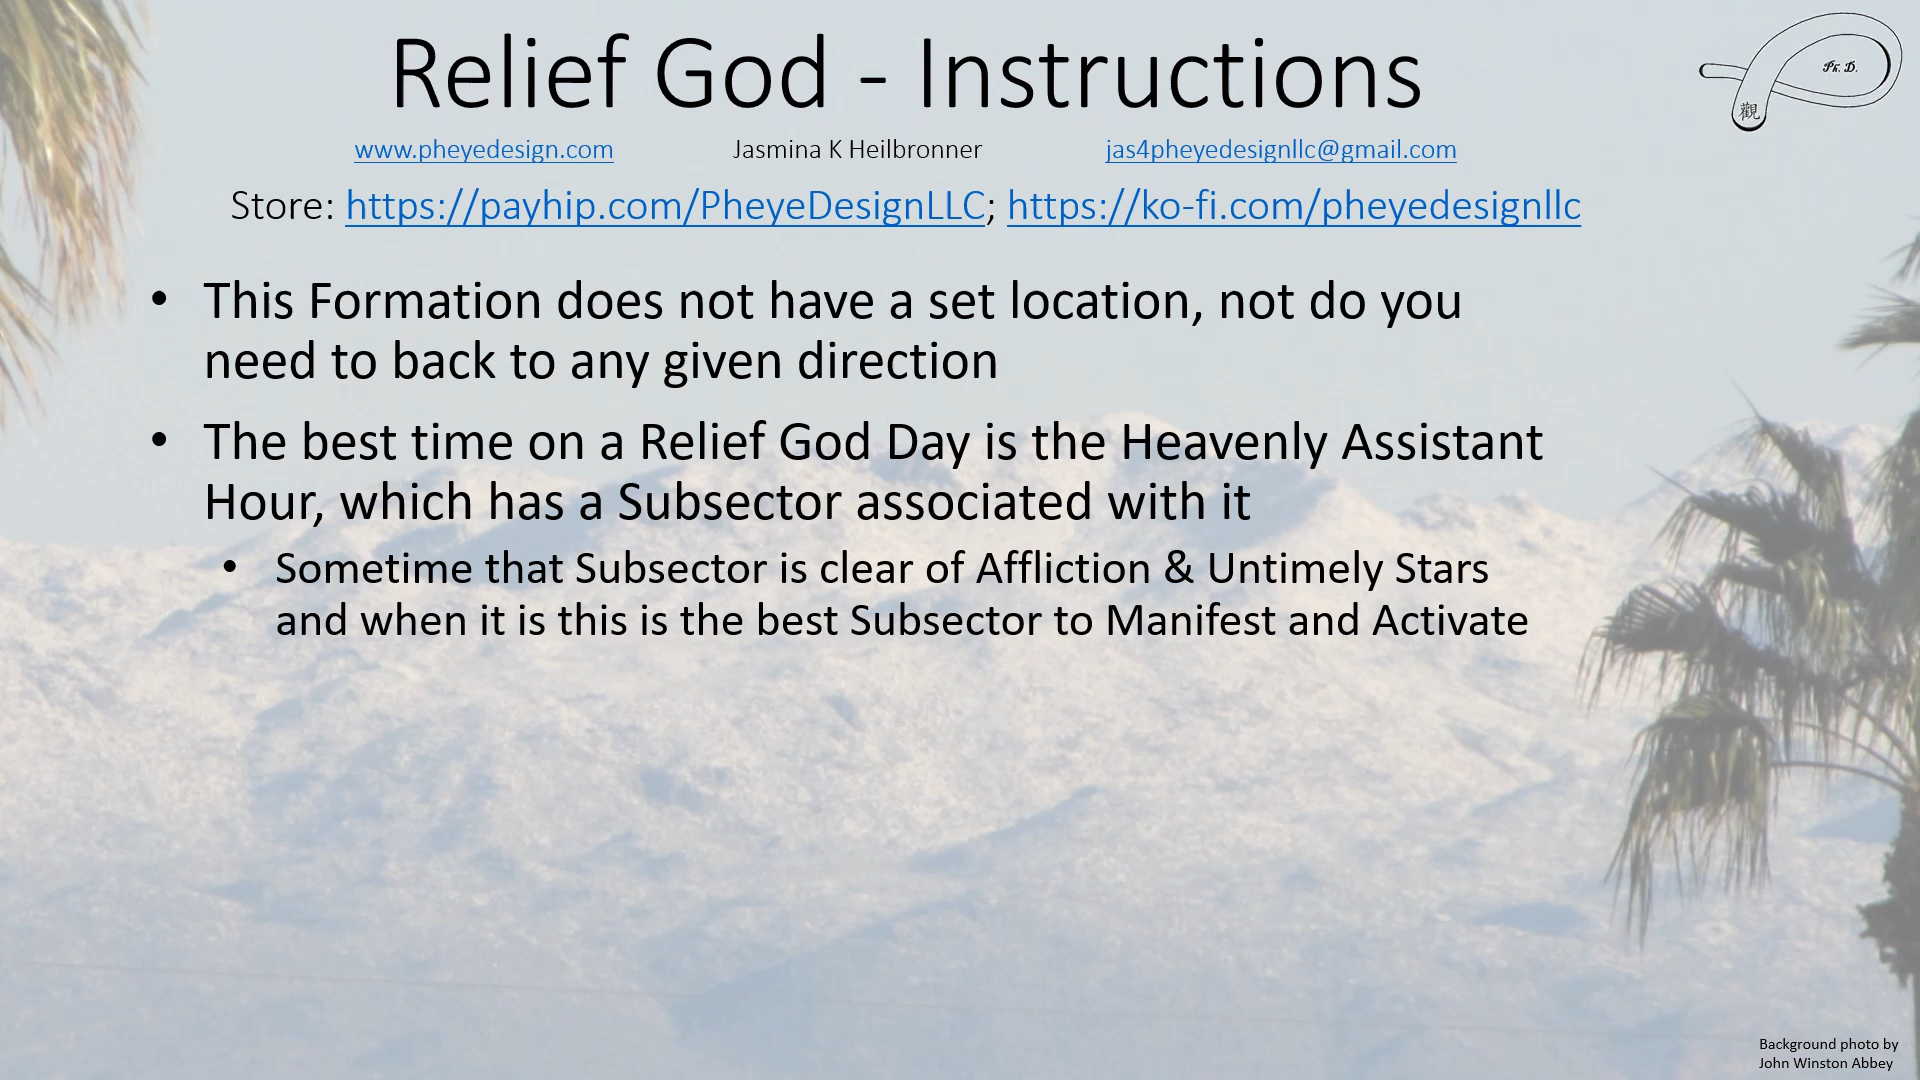 Relief God - Instructions
Ph. D.
觀
www.pheyedesign.com Jasmina K Heilbronner jas4pheyedesignllc@gmail.com
Store: https://payhip.com/PheyeDesignLLC; https://ko-fi.com/pheyedesignllc
• This Formation does not have a set location, not do you
need to back to any given direction
• The best time on a Relief God Day is the Heavenly Assistant
Hour, which has a Subsector associated with it
• Sometime that Subsector is clear of Affliction & Untimely Stars
and when it is this is the best Subsector to Manifest and Activate
Background photo by
John Winston Abbey